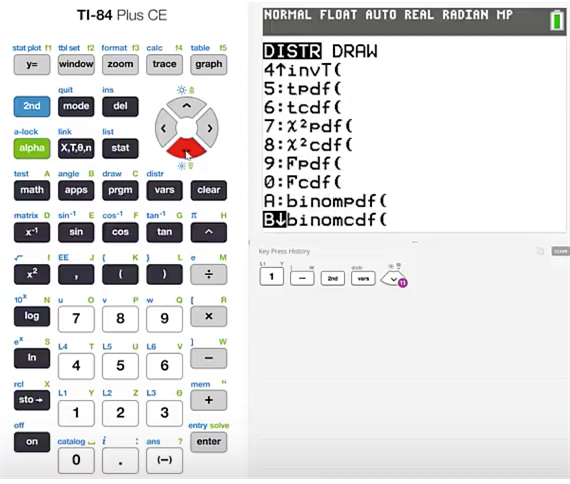 TI-84 Plus CE
stat plot f1 tbl set f2 format f3 calc f4 table f5
y= window zoom trace graph
quit ins
2nd mode del
a-lock link list
alpha X,T,θ,n stat
test A angle B draw C distr
math apps prgm vars clear
matrix D sin⁻¹ E cos⁻¹ F tan⁻¹ G π H
x⁻¹ sin cos tan ^
√ I EE J { K } L e M
x² , ( ) ÷
10ˣ N u O v P w Q [ R
log 7 8 9 ×
eˣ S L4 T L5 U L6 V ] W
ln 4 5 6 −
rcl X L1 Y L2 Z L3 θ mem "
sto→ 1 2 3 +
off catalog i : ans ? entry solve
on 0 . (−) enter
NORMAL FLOAT AUTO REAL RADIAN MP
DISTR DRAW
4↑invT(
5:tpdf(
6:tcdf(
7:χ²pdf(
8:χ²cdf(
9:Fpdf(
0:Fcdf(
A:binompdf(
B↓binomcdf(
Key Press History
CLEAR
L1 Y ] W distr
1 − 2nd vars 11